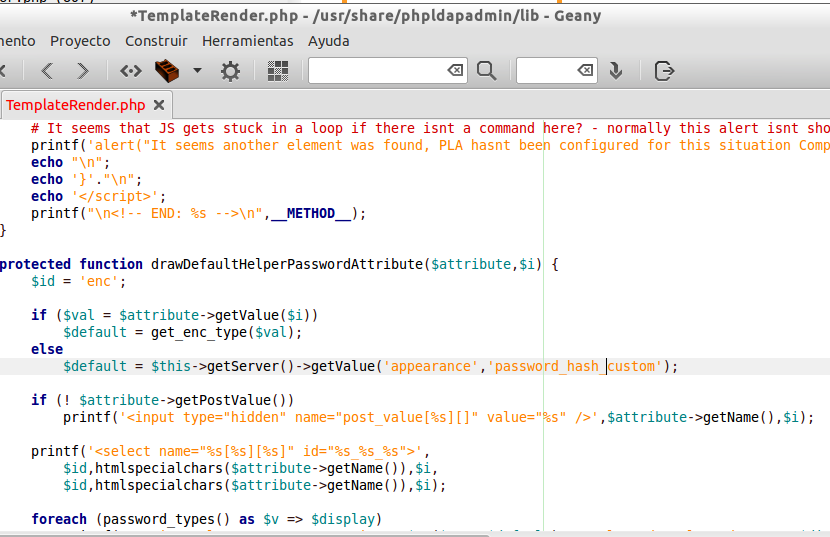 *TemplateRender.php - /usr/share/phpldapadmin/lib - Geany
Proyecto Construir Herramientas Ayuda
TemplateRender.php
# It seems that JS gets stuck in a loop if there isnt a command here? - normally this alert isnt
printf('alert("It seems another element was found, PLA hasnt been configured for this situation
echo "\n";
echo '}'."\n";
echo '</script>';
printf("\n<!-- END: %s -->\n",__METHOD__);
}
protected function drawDefaultHelperPasswordAttribute($attribute,$i) {
$id = 'enc';
if ($val = $attribute->getValue($i))
$default = get_enc_type($val);
else
$default = $this->getServer()->getValue('appearance','password_hash_custom');
if (! $attribute->getPostValue())
printf('<input type="hidden" name="post_value[%s][]" value="%s" />',$attribute->getName(),$i);
printf('<select name="%s[%s][%s]" id="%s_%s_%s">',
$id,htmlspecialchars($attribute->getName()),$i,
$id,htmlspecialchars($attribute->getName()),$i);
foreach (password_types() as $v => $display)